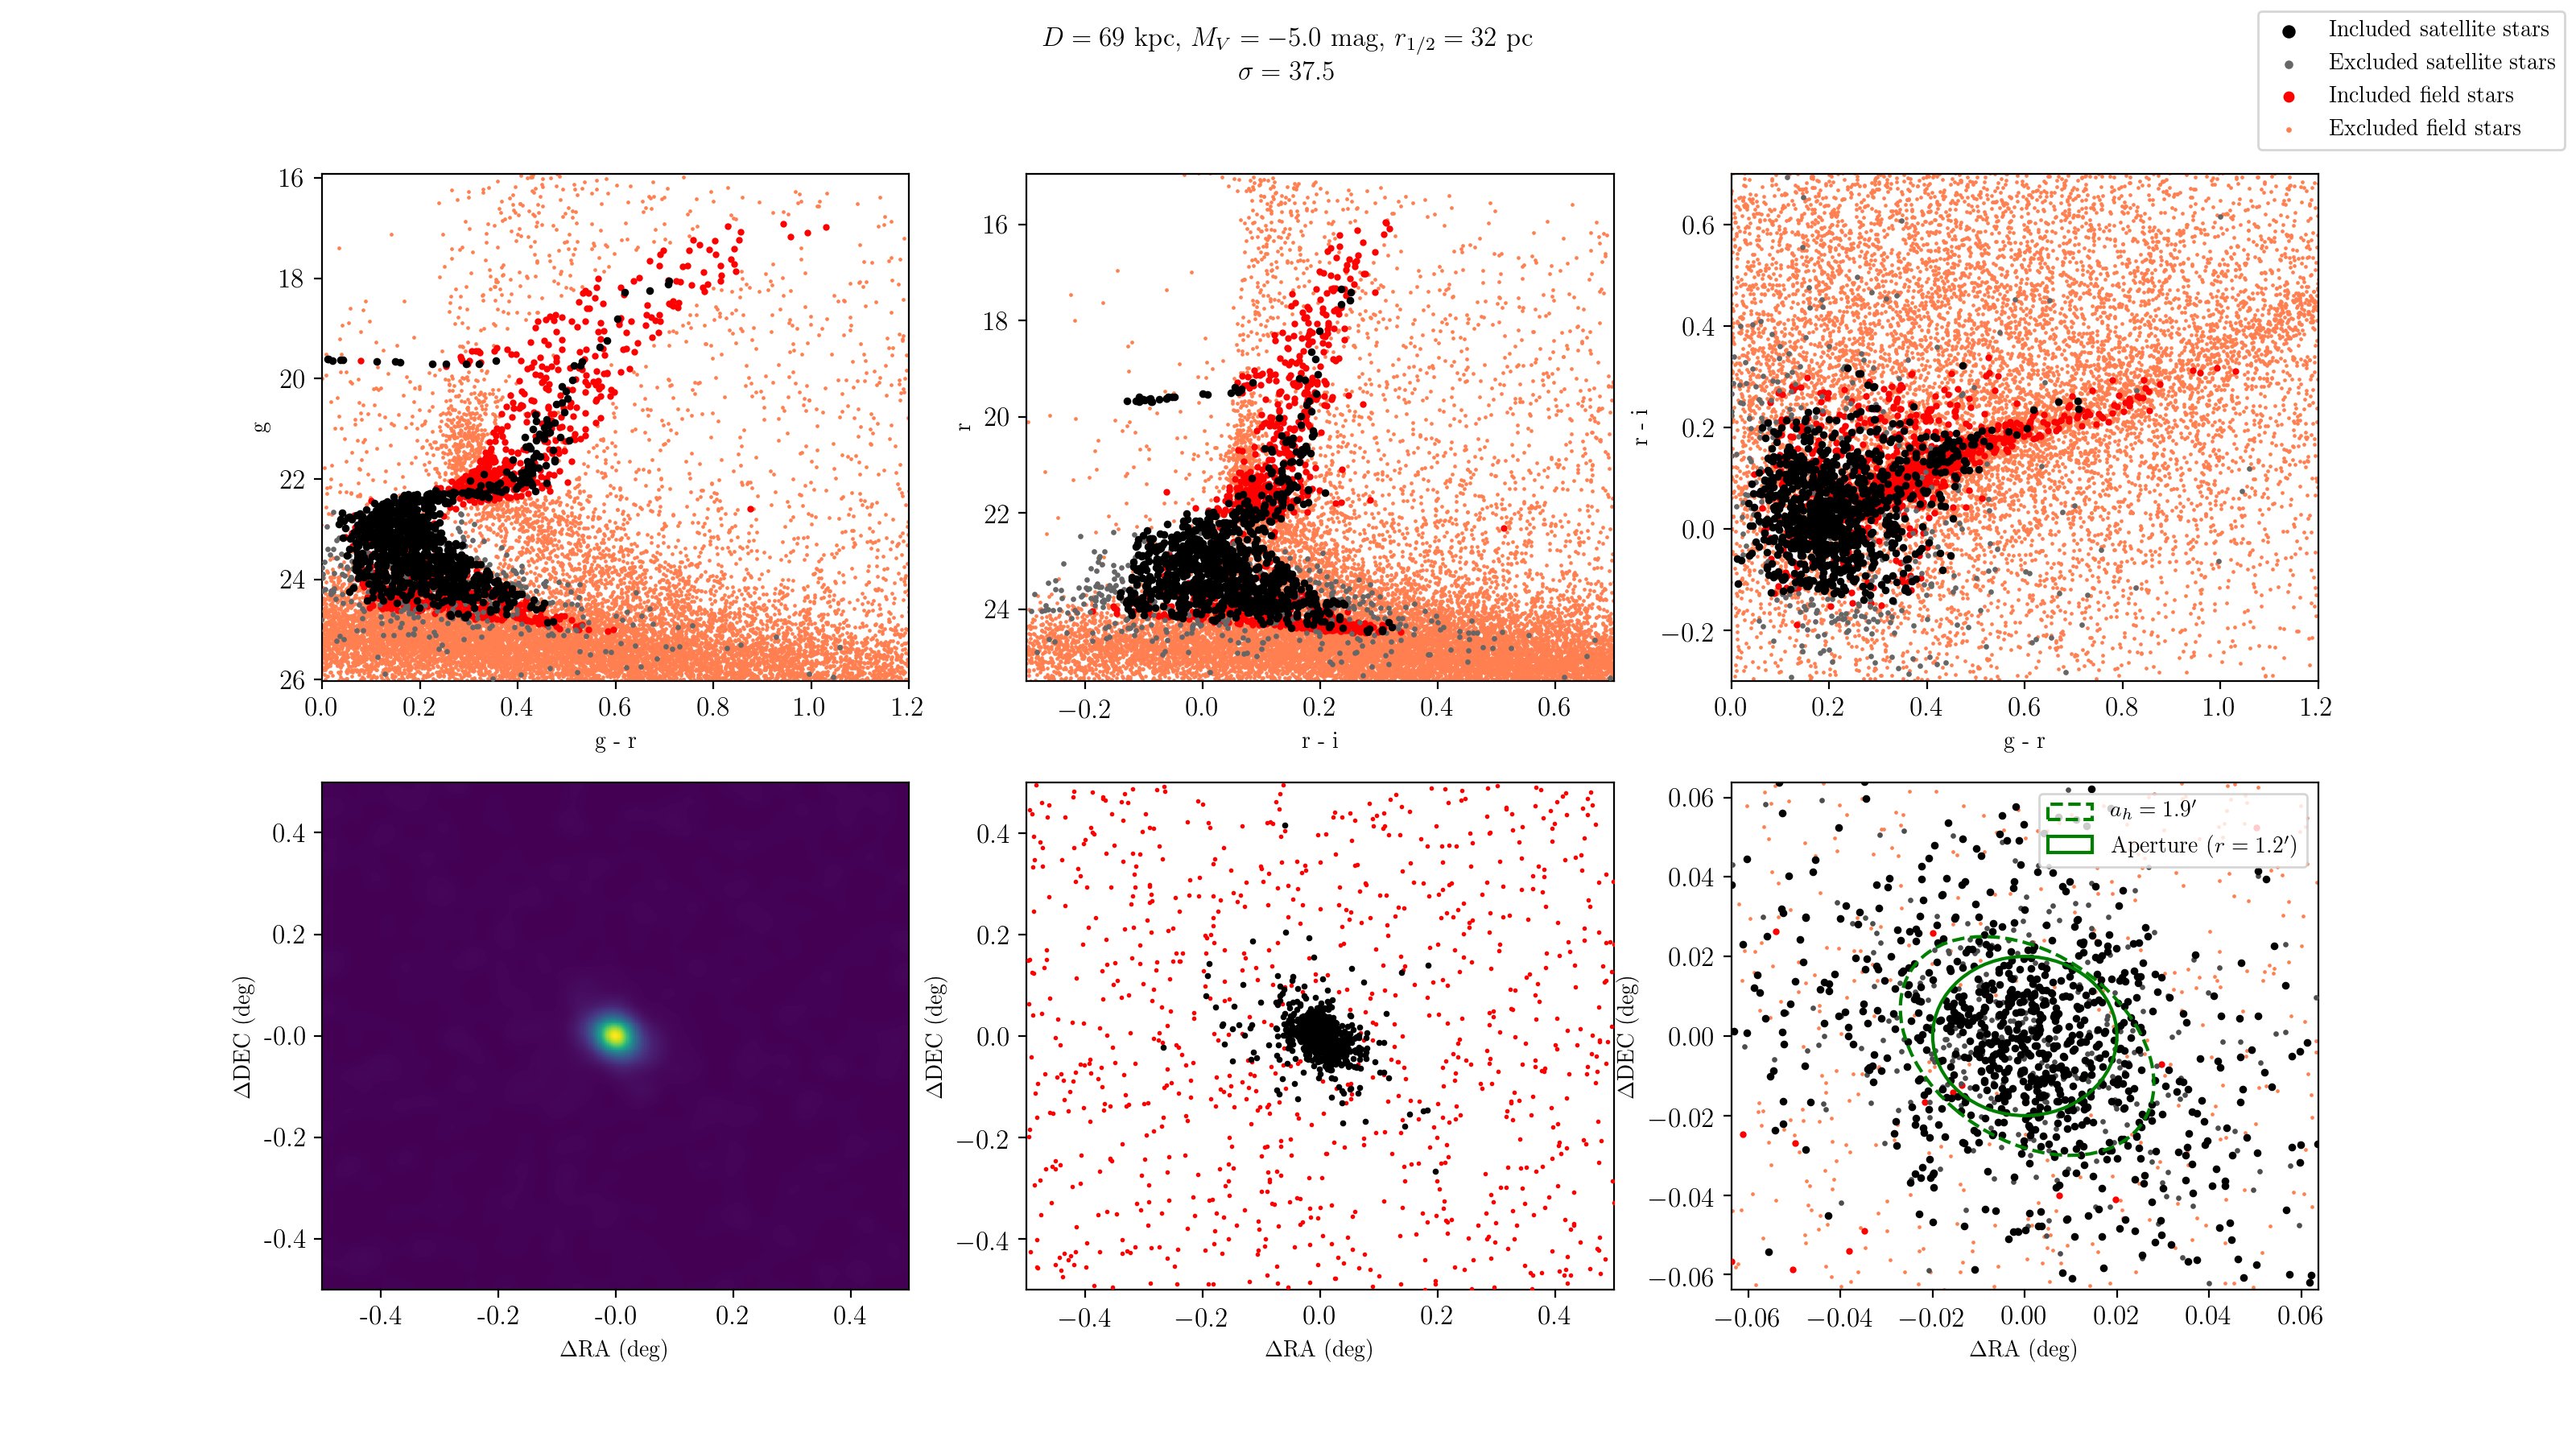 D = 69 kpc, M_V = −5.0 mag, r_{1/2} = 32 pc
σ = 37.5
Included satellite stars
Excluded satellite stars
Included field stars
Excluded field stars
16
18
20
22
24
26
g
0.0 0.2 0.4 0.6 0.8 1.0 1.2
g - r
16
18
20
22
24
r
−0.2 0.0 0.2 0.4 0.6
r - i
0.6
0.4
0.2
0.0
−0.2
r - i
0.0 0.2 0.4 0.6 0.8 1.0 1.2
g - r
0.4
0.2
-0.0
-0.2
-0.4
ΔDEC (deg)
-0.4 -0.2 -0.0 0.2 0.4
ΔRA (deg)
0.4
0.2
0.0
−0.2
−0.4
ΔDEC (deg)
−0.4 −0.2 0.0 0.2 0.4
ΔRA (deg)
a_h = 1.9′
Aperture (r = 1.2′)
0.06
0.04
0.02
0.00
−0.02
−0.04
−0.06
ΔDEC (deg)
−0.06 −0.04 −0.02 0.00 0.02 0.04 0.06
ΔRA (deg)